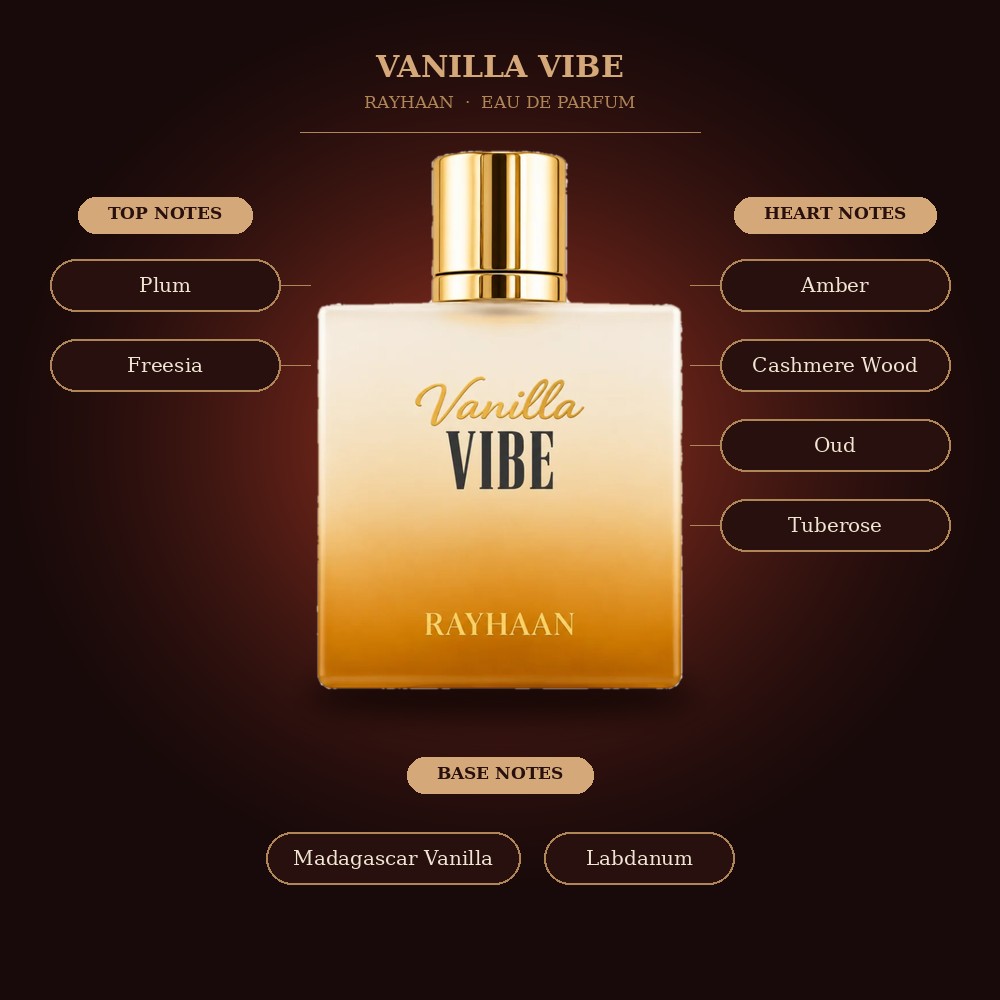 VANILLA VIBE
RAYHAAN · EAU DE PARFUM
TOP NOTES
Plum
Freesia
HEART NOTES
Amber
Cashmere Wood
Oud
Tuberose
Vanilla
VIBE
RAYHAAN
BASE NOTES
Madagascar Vanilla
Labdanum